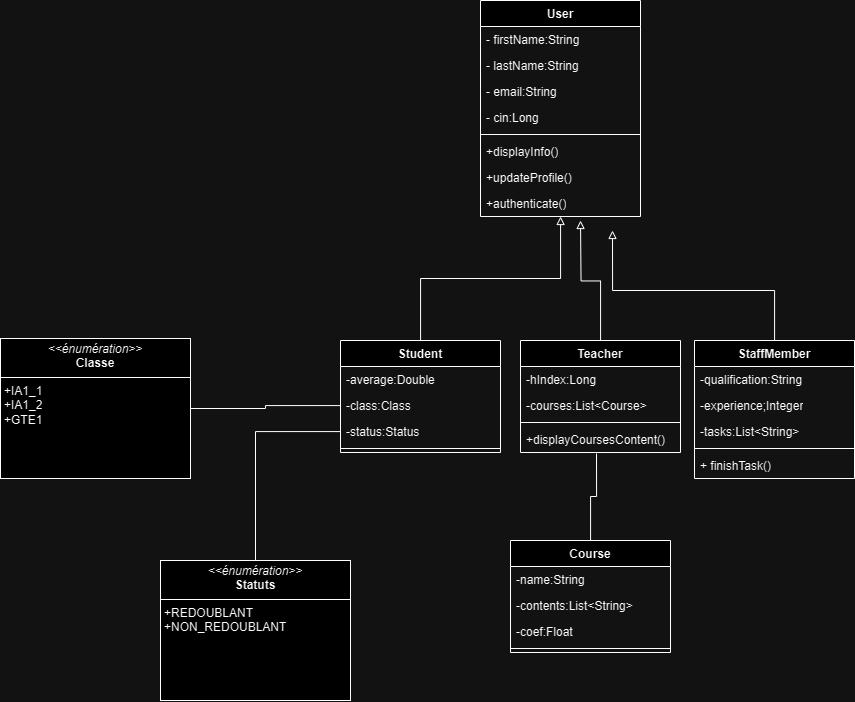 User
- firstName:String
- lastName:String
- email:String
- cin:Long
+displayInfo()
+updateProfile()
+authenticate()
<<énumération>>
Classe
+IA1_1
+IA1_2
+GTE1
Student
-average:Double
-class:Class
-status:Status
Teacher
-hIndex:Long
-courses:List<Course>
+displayCoursesContent()
StaffMember
-qualification:String
-experience;Integer
-tasks:List<String>
+ finishTask()
<<énumération>>
Statuts
+REDOUBLANT
+NON_REDOUBLANT
Course
-name:String
-contents:List<String>
-coef:Float